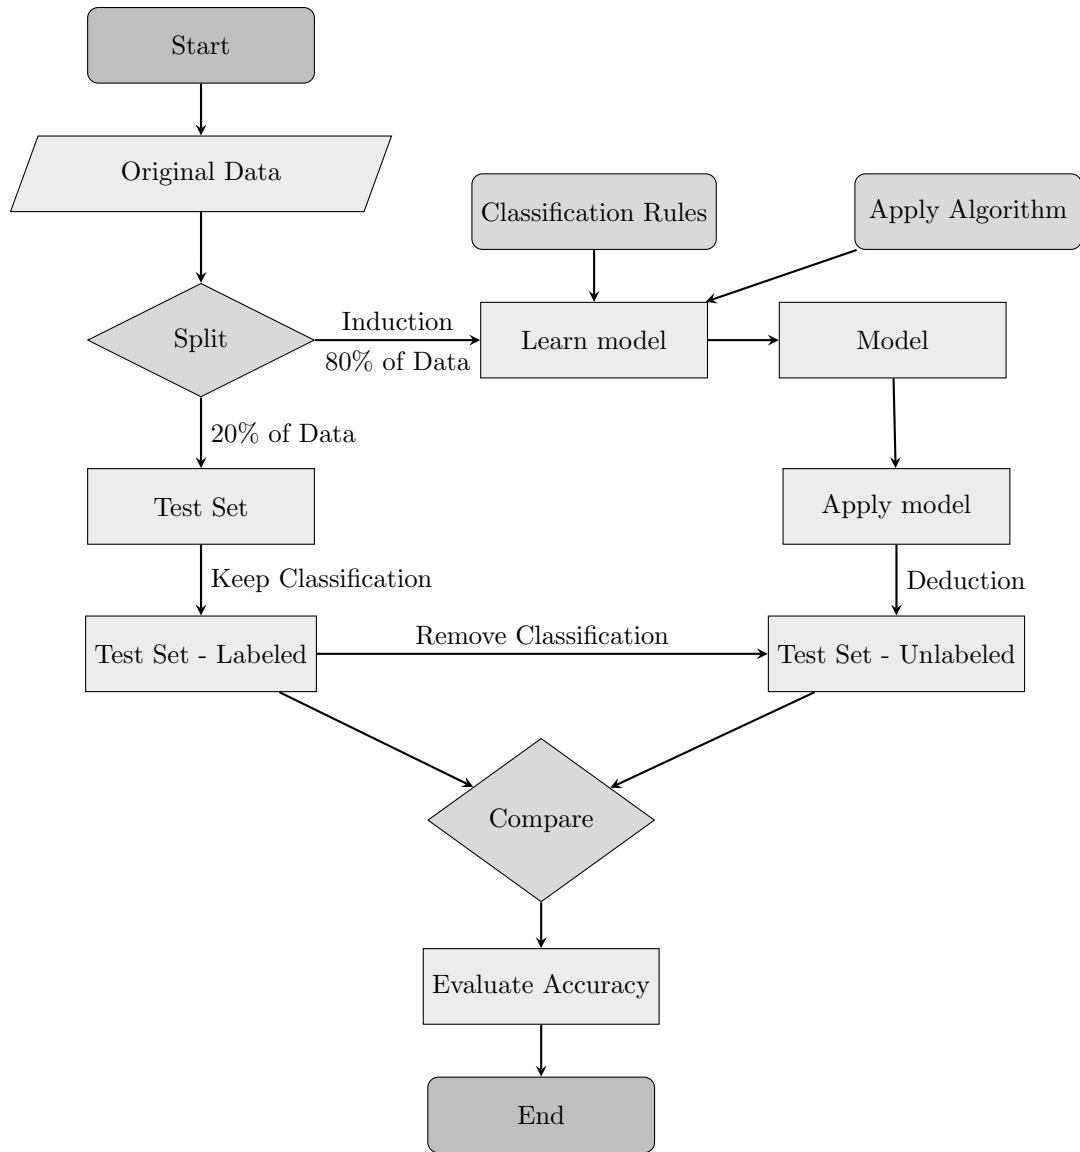 Start
Original Data
Classification Rules
Apply Algorithm
Split
Induction
80% of Data
Learn model
Model
20% of Data
Test Set
Apply model
Keep Classification
Deduction
Test Set - Labeled
Remove Classification
Test Set - Unlabeled
Compare
Evaluate Accuracy
End